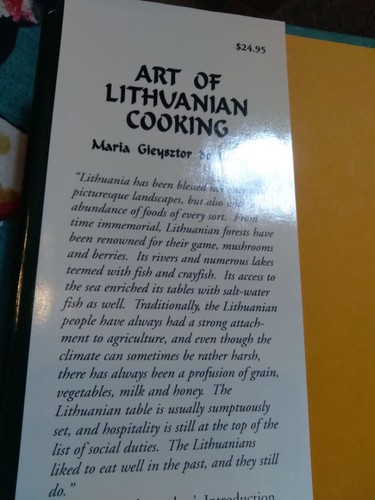 $24.95
ART OF
LITHUANIAN
COOKING
Maria Gieysztor de
"Lithuania has been blessed not only
picturesque landscapes, but also with
abundance of foods of every sort. From
time immemorial, Lithuanian forests have
been renowned for their game, mushrooms
and berries. Its rivers and numerous lakes
teemed with fish and crayfish. Its access to
the sea enriched its tables with salt-water
fish as well. Traditionally, the Lithuanian
people have always had a strong attach-
ment to agriculture, and even though the
climate can sometimes be rather harsh,
there has always been a profusion of grain,
vegetables, milk and honey. The
Lithuanian table is usually sumptuously
set, and hospitality is still at the top of the
list of social duties. The Lithuanians
liked to eat well in the past, and they still
do."
Introduction